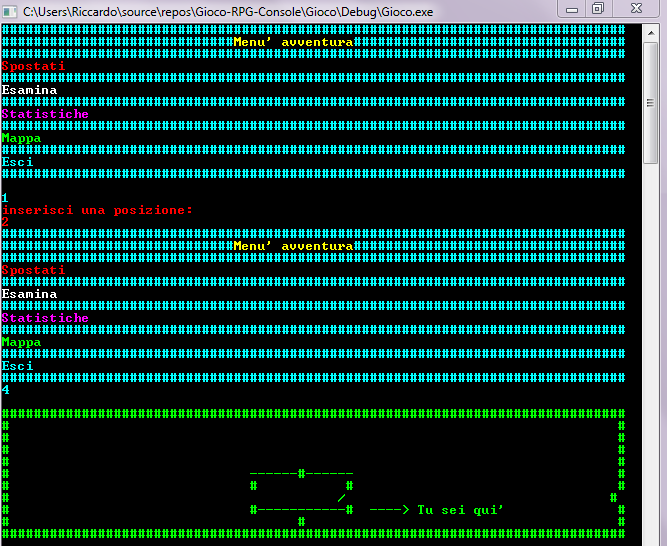 C:\Users\Riccardo\source\repos\Gioco-RPG-Console\Gioco\Debug\Gioco.exe
Menu' avventura
Spostati
Esamina
Statistiche
Mappa
Esci
1
inserisci una posizione:
2
Menu' avventura
Spostati
Esamina
Statistiche
Mappa
Esci
4
----> Tu sei qui'